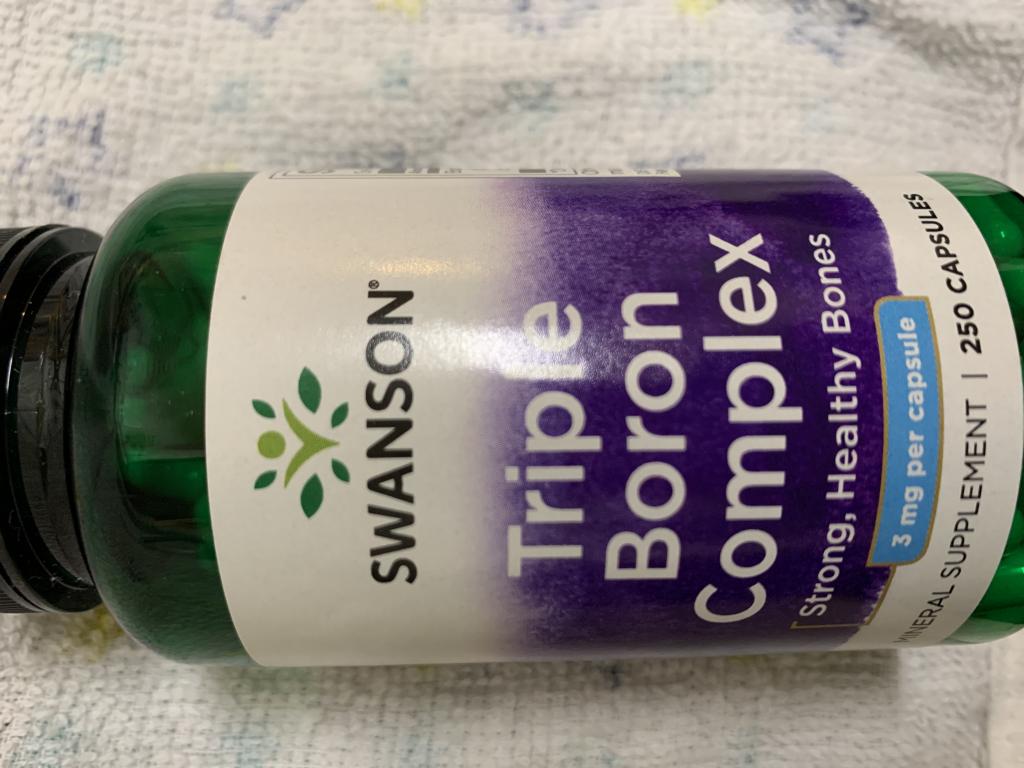 SWANSON®
Triple
Boron
Complex
Strong, Healthy Bones
3 mg per capsule
MINERAL SUPPLEMENT | 250 CAPSULES